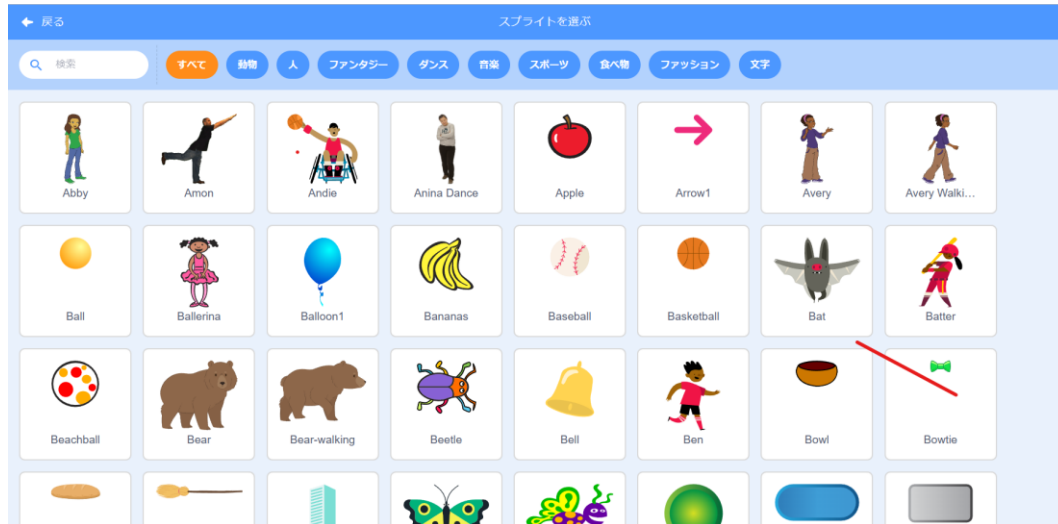 戻る
スプライトを選ぶ
検索 すべて 動物 人 ファンタジー ダンス 音楽 スポーツ 食べ物 ファッション 文字
Abby Amon Andie Anina Dance Apple Arrow1 Avery Avery Walki...
Ball Ballerina Balloon1 Bananas Baseball Basketball Bat Batter
Beachball Bear Bear-walking Beetle Bell Ben Bowl Bowtie